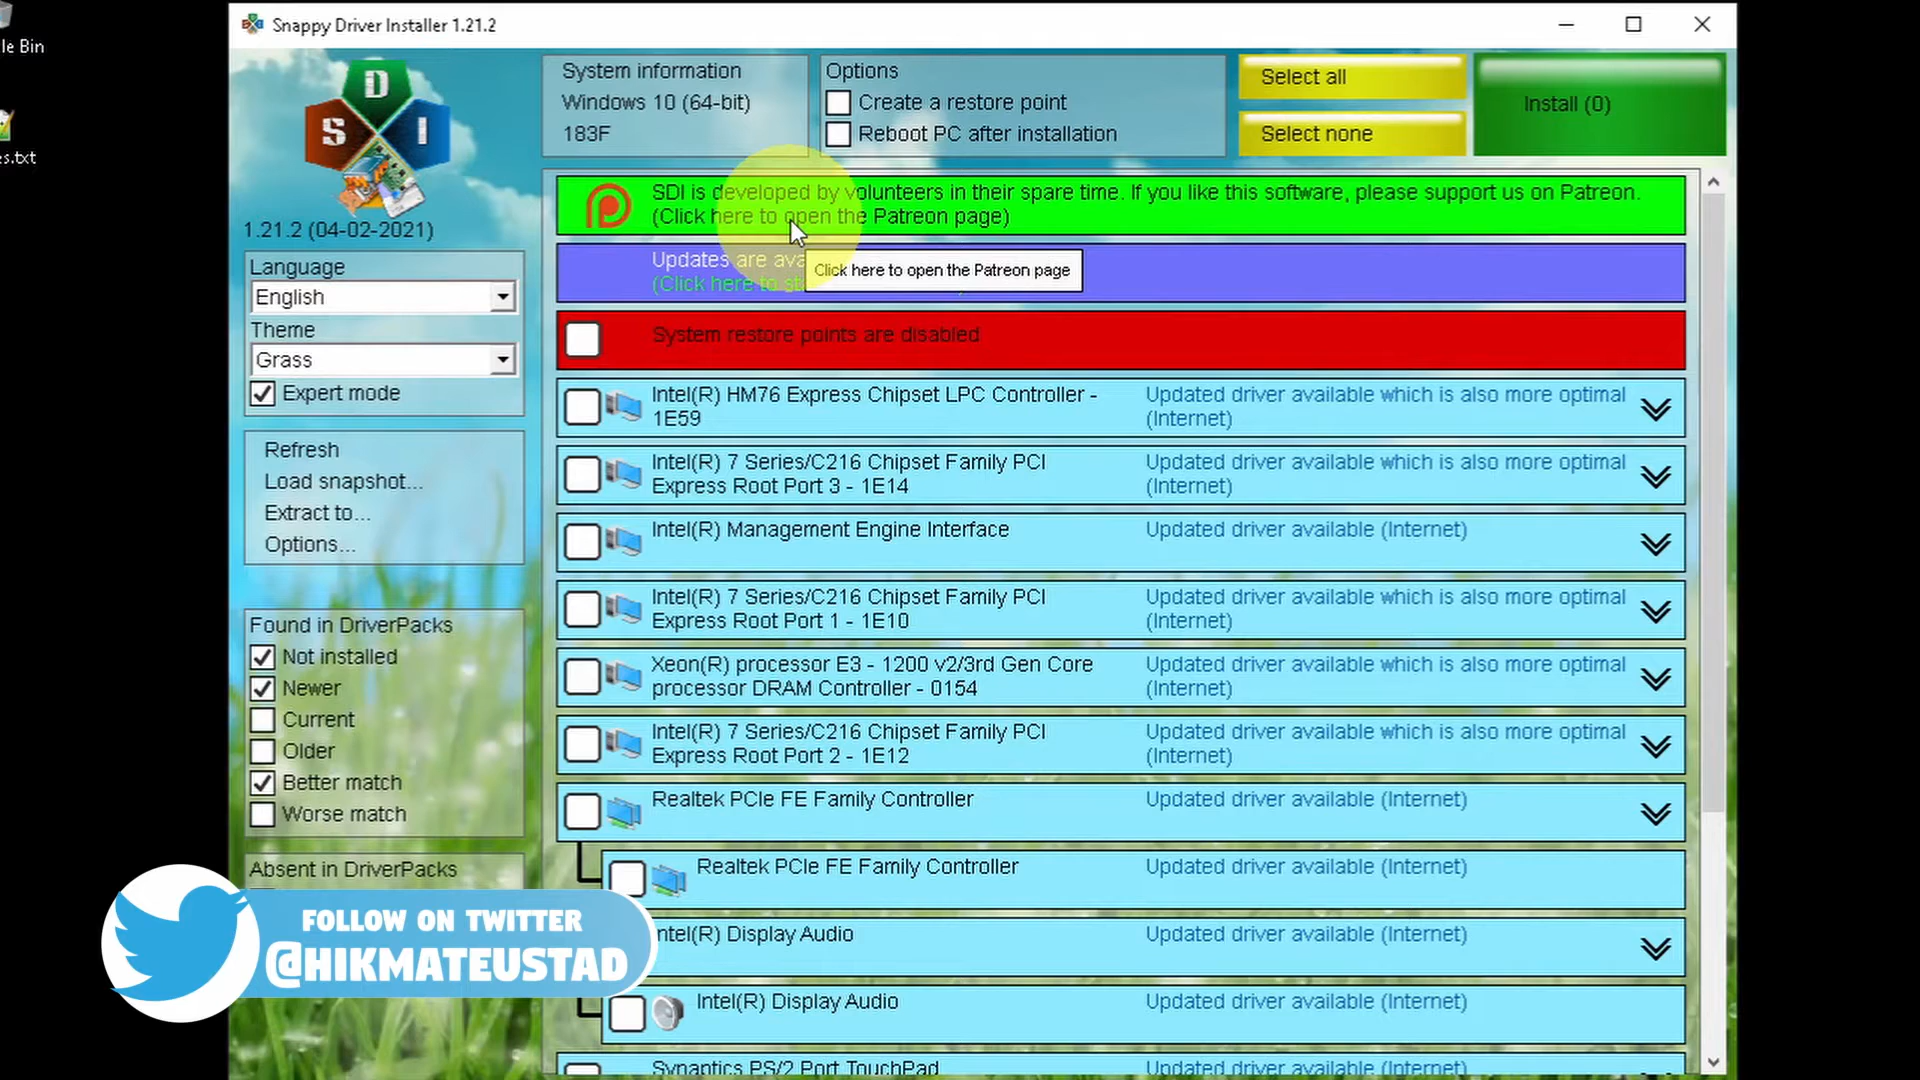 le Bin
es.txt
Snappy Driver Installer 1.21.2
D
S I
1.21.2 (04-02-2021)
Language
English
Theme
Grass
Expert mode
Refresh
Load snapshot...
Extract to...
Options...
Found in DriverPacks
Not installed
Newer
Current
Older
Better match
Worse match
Absent in DriverPacks
System information
Windows 10 (64-bit)
183F
Options
Create a restore point
Reboot PC after installation
Select all
Select none
Install (0)
SDI is developed by volunteers in their spare time. If you like this software, please support us on Patreon.
(Click here to open the Patreon page)
Updates are ava
(Click here to st
Click here to open the Patreon page
System restore points are disabled
Intel(R) HM76 Express Chipset LPC Controller -
1E59
Updated driver available which is also more optimal
(Internet)
Intel(R) 7 Series/C216 Chipset Family PCI
Express Root Port 3 - 1E14
Updated driver available which is also more optimal
(Internet)
Intel(R) Management Engine Interface
Updated driver available (Internet)
Intel(R) 7 Series/C216 Chipset Family PCI
Express Root Port 1 - 1E10
Updated driver available which is also more optimal
(Internet)
Xeon(R) processor E3 - 1200 v2/3rd Gen Core
processor DRAM Controller - 0154
Updated driver available which is also more optimal
(Internet)
Intel(R) 7 Series/C216 Chipset Family PCI
Express Root Port 2 - 1E12
Updated driver available which is also more optimal
(Internet)
Realtek PCIe FE Family Controller
Updated driver available (Internet)
Realtek PCIe FE Family Controller
Updated driver available (Internet)
ntel(R) Display Audio
Updated driver available (Internet)
Intel(R) Display Audio
Updated driver available (Internet)
Synaptics PS/2 Port TouchPad
Updated driver available (Internet)
FOLLOW ON TWITTER
@HIKMATEUSTAD